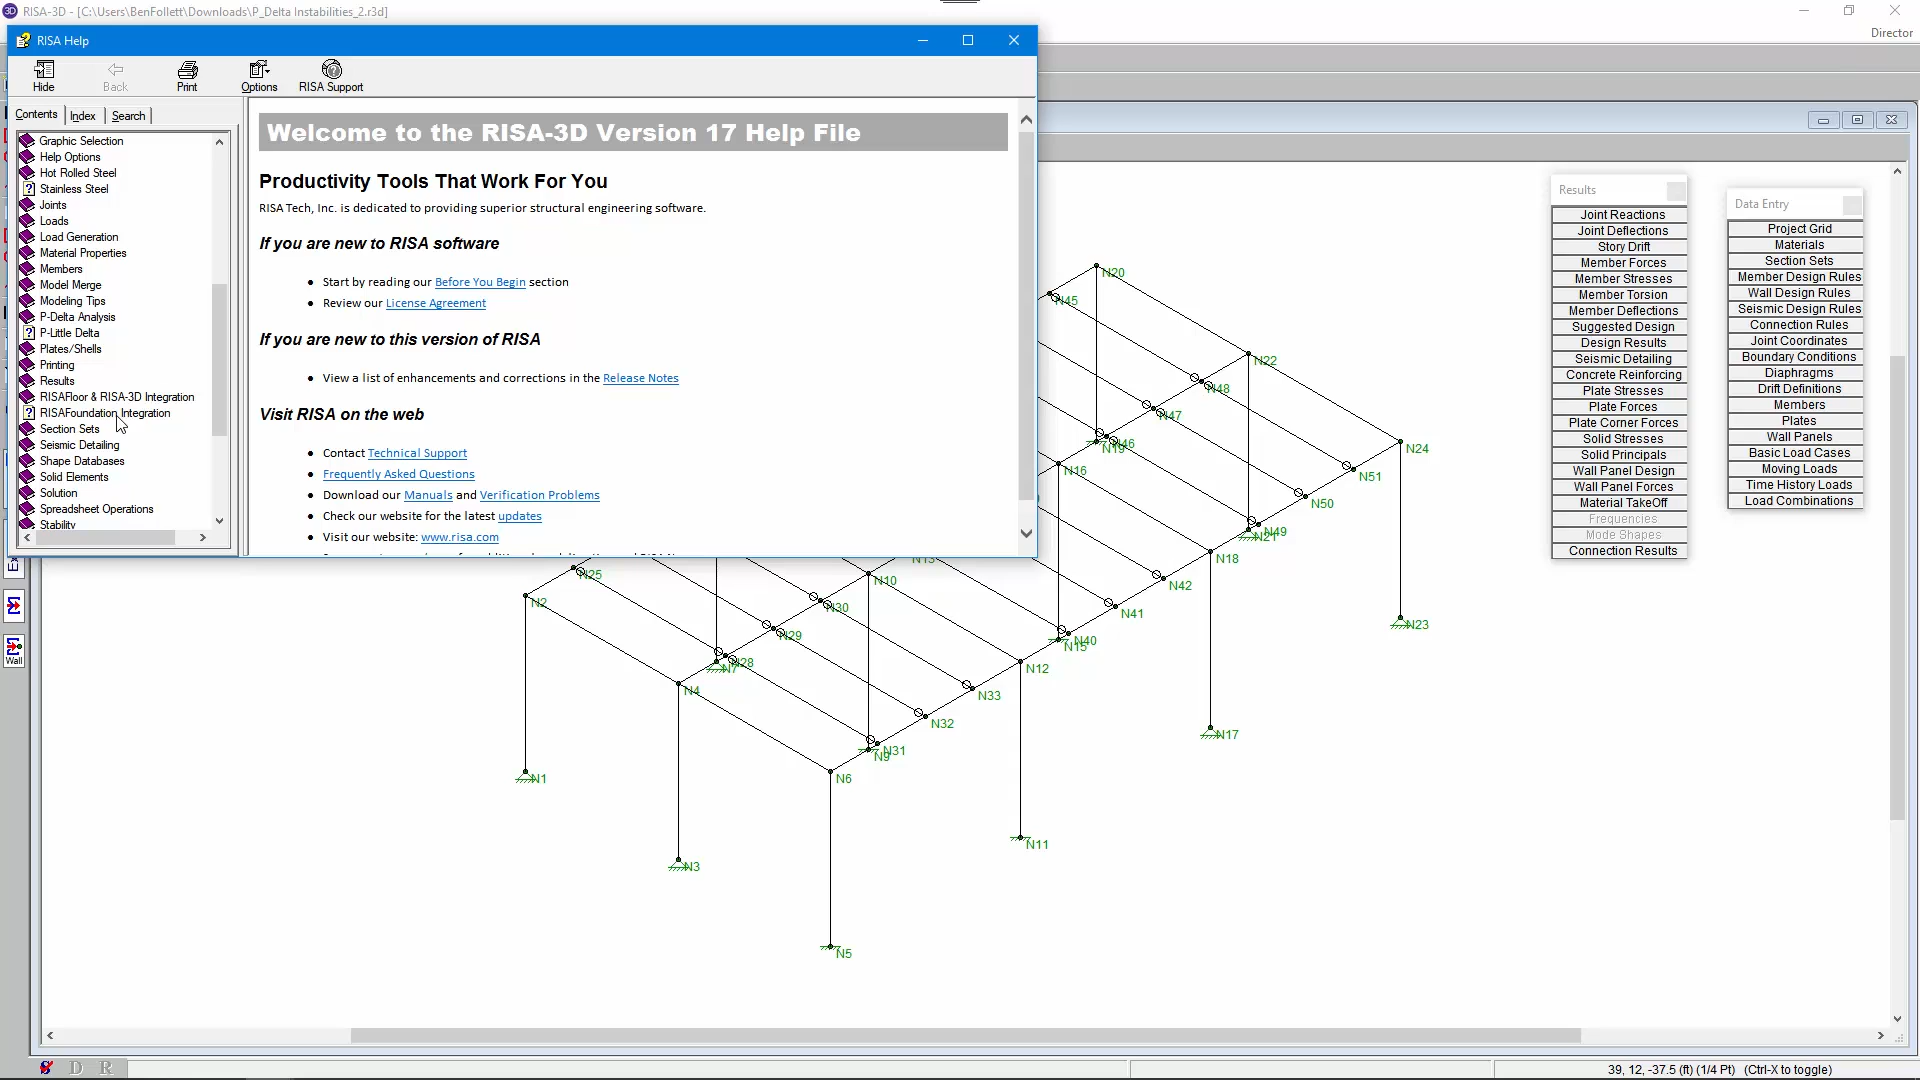 RISA-3D - [C:\Users\BenFollett\Downloads\P_Delta Instabilities_2.r3d]
Director
RISA Help
Hide
Back
Print
Options
RISA Support
Contents
Index
Search
Graphic Selection
Help Options
Hot Rolled Steel
Stainless Steel
Joints
Loads
Load Generation
Material Properties
Members
Model Merge
Modeling Tips
P-Delta Analysis
P-Little Delta
Plates/Shells
Printing
Results
RISAFloor & RISA-3D Integration
RISAFoundation Integration
Section Sets
Seismic Detailing
Shape Databases
Solid Elements
Solution
Spreadsheet Operations
Stability
Welcome to the RISA-3D Version 17 Help File
Productivity Tools That Work For You
RISA Tech, Inc. is dedicated to providing superior structural engineering software.
If you are new to RISA software
• Start by reading our Before You Begin section
• Review our License Agreement
If you are new to this version of RISA
• View a list of enhancements and corrections in the Release Notes
Visit RISA on the web
• Contact Technical Support
• Frequently Asked Questions
• Download our Manuals and Verification Problems
• Check our website for the latest updates
• Visit our website: www.risa.com
Results
Joint Reactions
Joint Deflections
Story Drift
Member Forces
Member Stresses
Member Torsion
Member Deflections
Suggested Design
Design Results
Seismic Detailing
Concrete Reinforcing
Plate Stresses
Plate Forces
Plate Corner Forces
Solid Stresses
Solid Principals
Wall Panel Design
Wall Panel Forces
Material TakeOff
Frequencies
Mode Shapes
Connection Results
Data Entry
Project Grid
Materials
Section Sets
Member Design Rules
Wall Design Rules
Seismic Design Rules
Connection Rules
Joint Coordinates
Boundary Conditions
Diaphragms
Drift Definitions
Members
Plates
Wall Panels
Basic Load Cases
Moving Loads
Time History Loads
Load Combinations
N20
N45
N22
N48
N47
N46
N19
N24
N16
N51
N50
N49
N21
N18
N13
N10
N25
N42
N2
N30
N41
N23
N29
N40
N15
N28
N7
N12
N4
N33
N32
N17
N31
N9
N6
N1
N11
N3
N5
Wall
D
R
39, 12, -37.5 (ft) (1/4 Pt) (Ctrl-X to toggle)